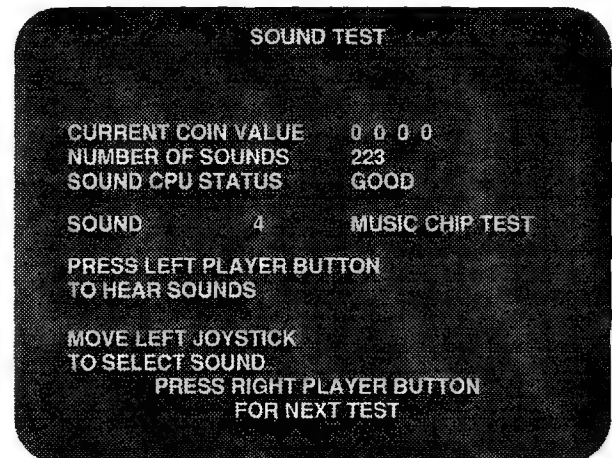 SOUND TEST
CURRENT COIN VALUE 0 0 0 0
NUMBER OF SOUNDS 223
SOUND CPU STATUS GOOD
SOUND 4 MUSIC CHIP TEST
PRESS LEFT PLAYER BUTTON
TO HEAR SOUNDS
MOVE LEFT JOYSTICK
TO SELECT SOUND
PRESS RIGHT PLAYER BUTTON
FOR NEXT TEST